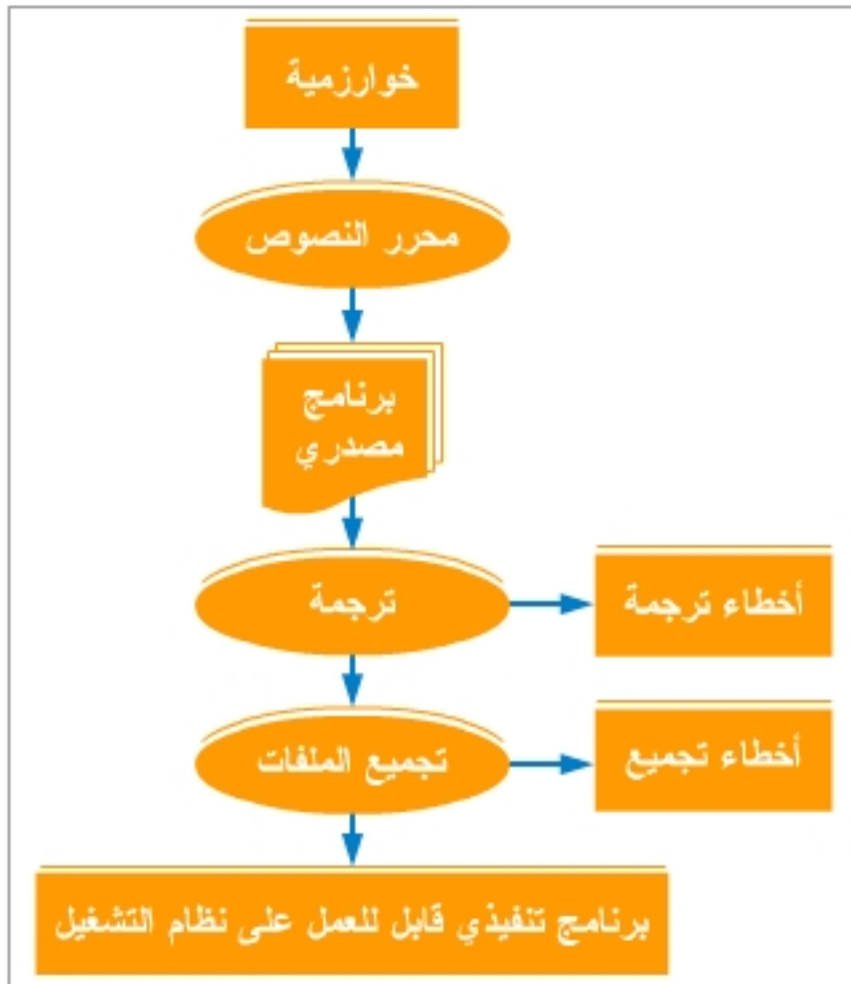 خوارزمية
محرر النصوص
برنامج
مصدري
ترجمة
أخطاء ترجمة
تجميع الملفات
أخطاء تجميع
برنامج تنفيذي قابل للعمل على نظام التشغيل